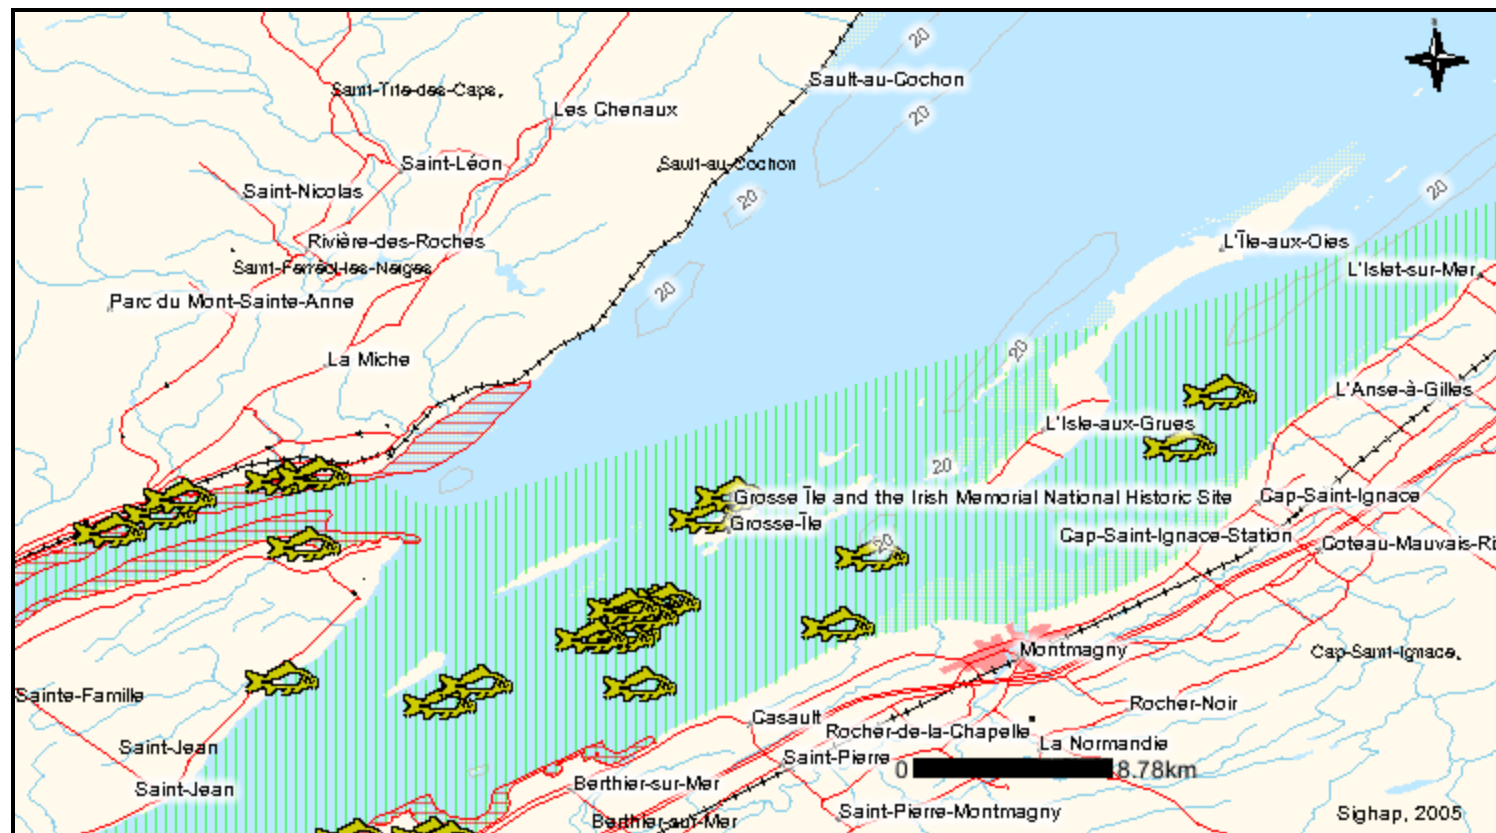 20
Sault-au-Cochon
Saint-Tite-des-Caps
Les Chenaux
20
Saint-Léon
Sault-au-Cochon
Saint-Nicolas
20
20
Rivière-des-Roches
L'Île-aux-Oies
Saint-Ferréol-les-Neiges
L'Islet-sur-Mer
Parc du Mont-Sainte-Anne
20
20
La Miche
L'Anse-à-Gilles
L'Isle-aux-Grues
20
Grosse Île and the Irish Memorial National Historic Site
Cap-Saint-Ignace
Grosse-Île
Cap-Saint-Ignace-Station
20
Coteau-Mauvais-Ri
Montmagny
Cap-Saint-Ignace
Sainte-Famille
Rocher-Noir
Casault
Rocher-de-la-Chapelle
Saint-Jean
La Normandie
Saint-Pierre
0 8.78km
Saint-Jean
Berthier-sur-Mer
Saint-Pierre-Montmagny
Sighap, 2005
Berthier-sur-Mer